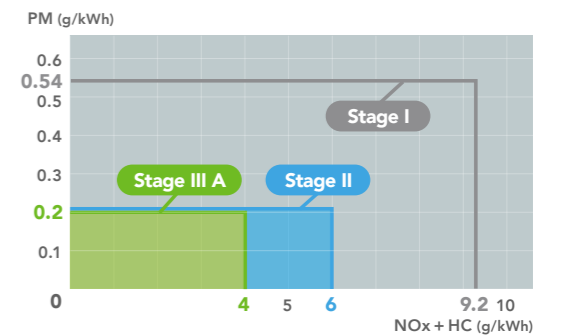 PM (g/kWh)
0.6
0.54
0.5
Stage I
0.4
0.3
Stage III A
Stage II
0.2
0.1
0
4
5
6
9.2
10
NOx + HC (g/kWh)